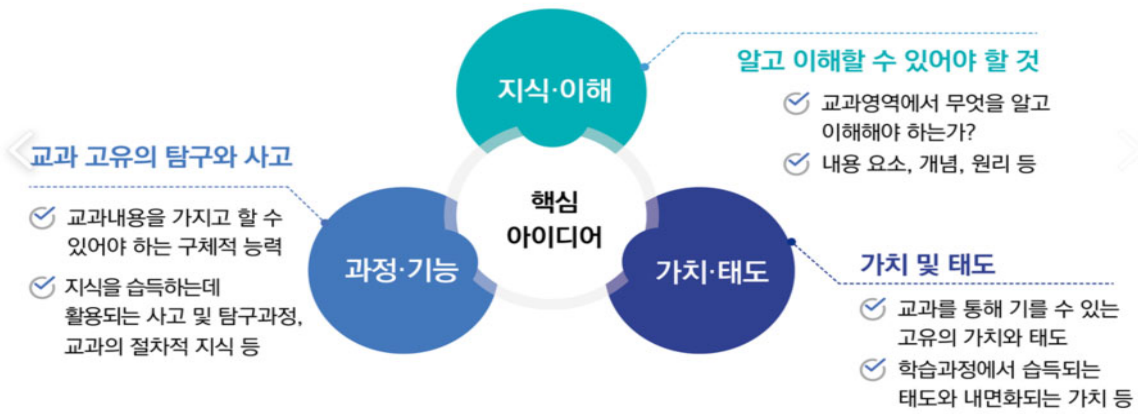 지식·이해
알고 이해할 수 있어야 할 것
교과영역에서 무엇을 알고
이해해야 하는가?
내용 요소, 개념, 원리 등
교과 고유의 탐구와 사고
교과내용을 가지고 할 수
있어야 하는 구체적 능력
지식을 습득하는데
활용되는 사고 및 탐구과정,
교과의 절차적 지식 등
핵심
아이디어
과정·기능
가치·태도
가치 및 태도
교과를 통해 기를 수 있는
고유의 가치와 태도
학습과정에서 습득되는
태도와 내면화되는 가치 등